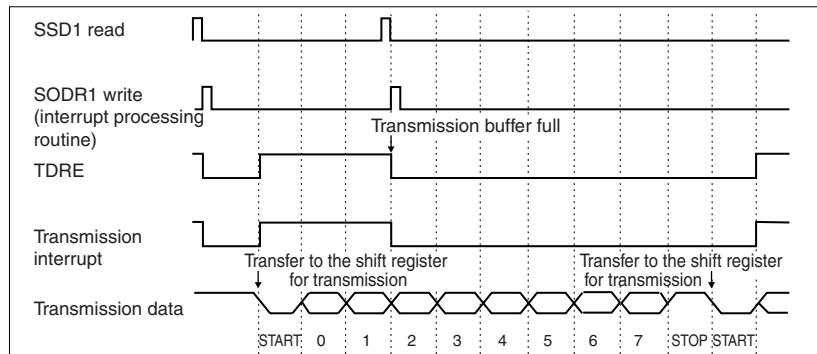 SSD1 read
SODR1 write
(interrupt processing
routine)
Transmission buffer full
TDRE
Transmission
interrupt
Transfer to the shift register
for transmission
Transfer to the shift register
for transmission
Transmission data
START 0 1 2 3 4 5 6 7 STOP START